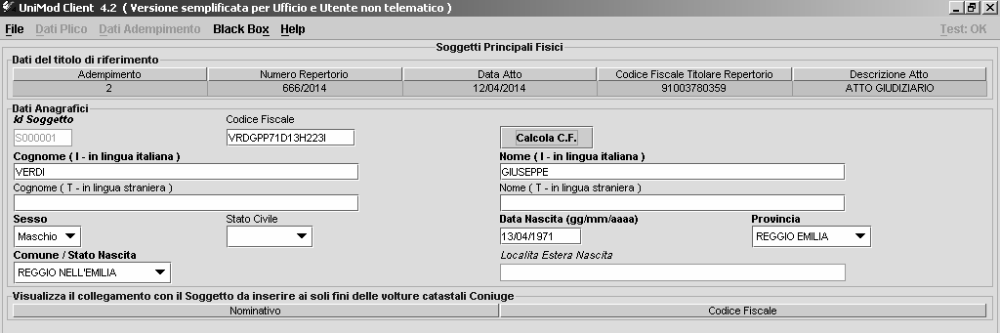 UniMod Client 4.2 ( Versione semplificata per Ufficio e Utente non telematico )
File Dati Plico Dati Adempimento Black Box Help Test: OK
Soggetti Principali Fisici
Dati del titolo di riferimento
Adempimento Numero Repertorio Data Atto Codice Fiscale Titolare Repertorio Descrizione Atto
2 666/2014 12/04/2014 91003780359 ATTO GIUDIZIARIO
Dati Anagrafici
Id Soggetto Codice Fiscale
S000001 VRDGPP71D13H223I Calcola C.F.
Cognome ( I - in lingua italiana ) Nome ( I - in lingua italiana )
VERDI GIUSEPPE
Cognome ( T - in lingua straniera ) Nome ( T - in lingua straniera )
Sesso Stato Civile Data Nascita (gg/mm/aaaa) Provincia
Maschio 13/04/1971 REGGIO EMILIA
Comune / Stato Nascita Localita Estera Nascita
REGGIO NELL'EMILIA
Visualizza il collegamento con il Soggetto da inserire ai soli fini delle volture catastali Coniuge
Nominativo Codice Fiscale